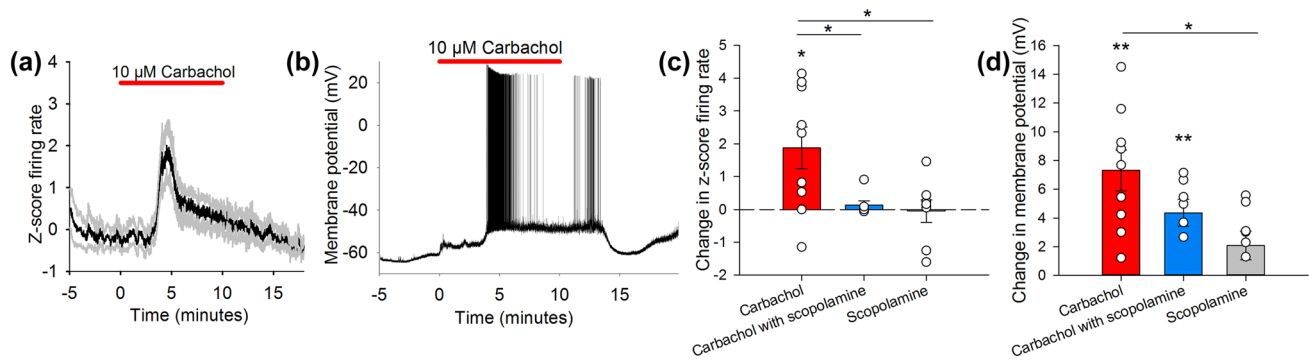 (a)
10 µM Carbachol
Z-score firing rate
4
3
2
1
0
-1
-5
0
5
10
15
Time (minutes)
(b)
10 µM Carbachol
Membrane potential (mV)
20
0
-20
-40
-60
-5
0
5
10
15
Time (minutes)
(c)
Change in z-score firing rate
5
4
3
2
1
0
-1
-2
*
*
*
Carbachol
Carbachol with scopolamine
Scopolamine
(d)
Change in membrane potential (mV)
16
14
12
10
8
6
4
2
0
*
**
**
Carbachol
Carbachol with scopolamine
Scopolamine